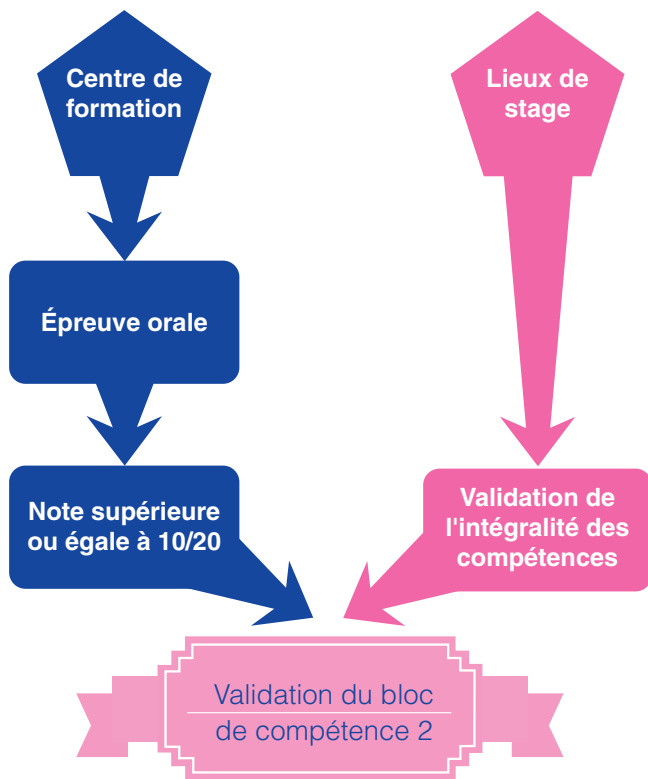 Centre de
formation
Lieux de
stage
Épreuve orale
Note supérieure
ou égale à 10/20
Validation de
l'intégralité des
compétences
Validation du bloc
de compétence 2